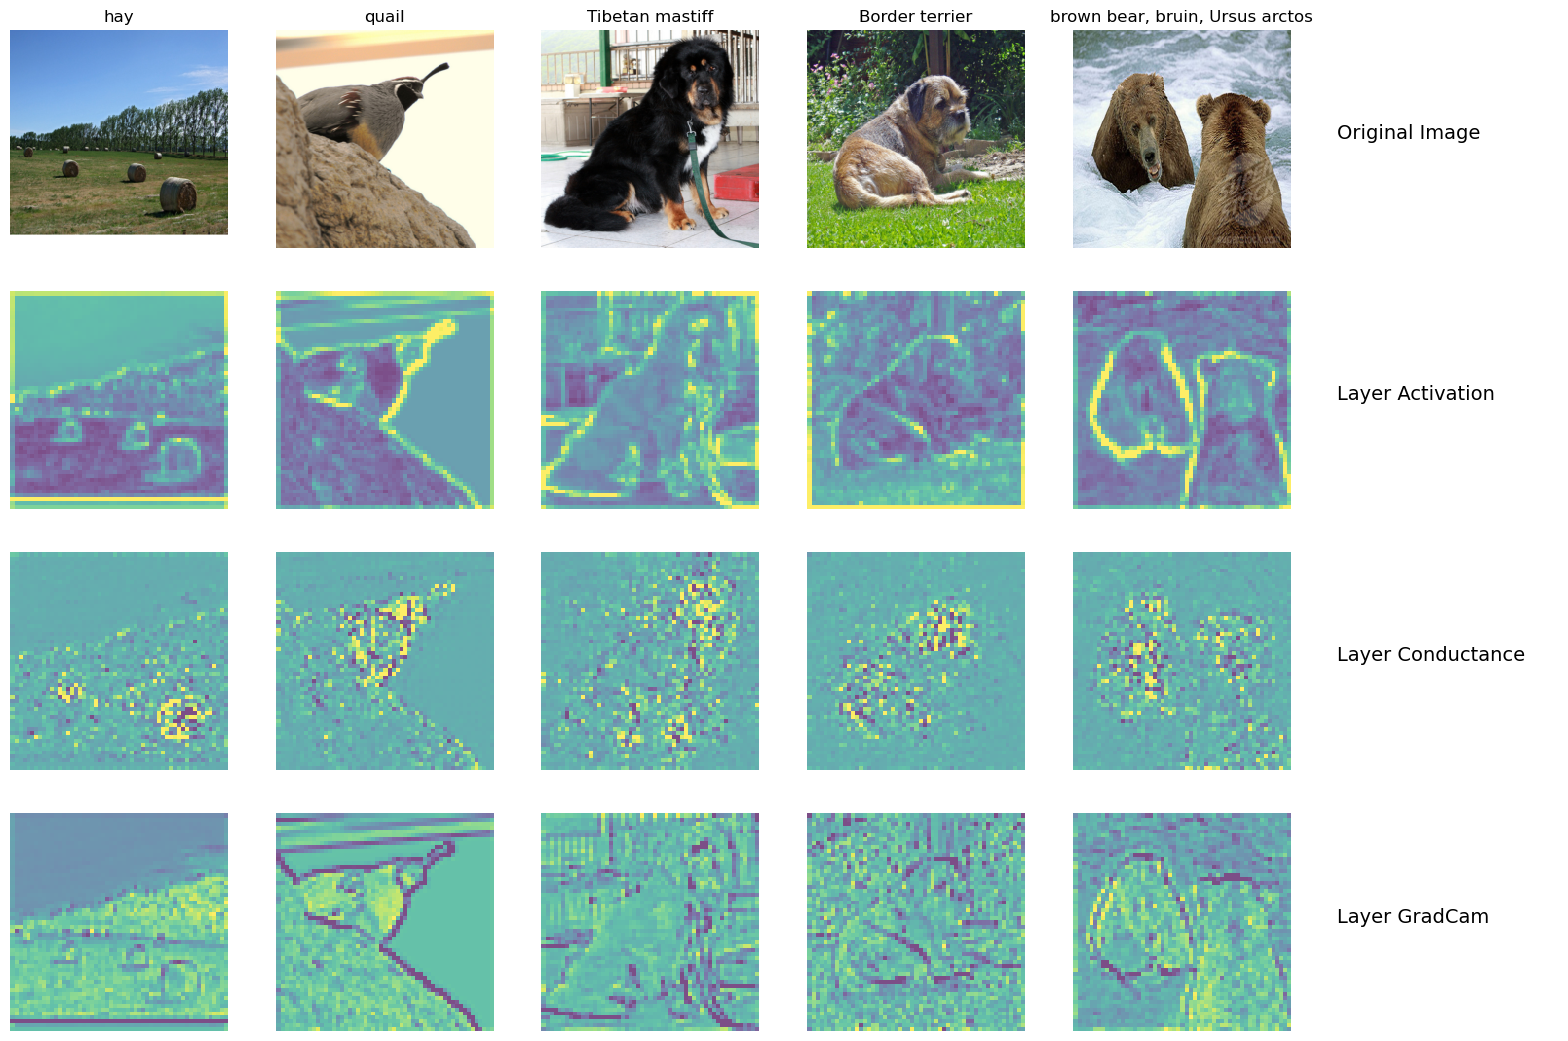 hay
quail
Tibetan mastiff
Border terrier
brown bear, bruin, Ursus arctos
Original Image
Layer Activation
Layer Conductance
Layer GradCam